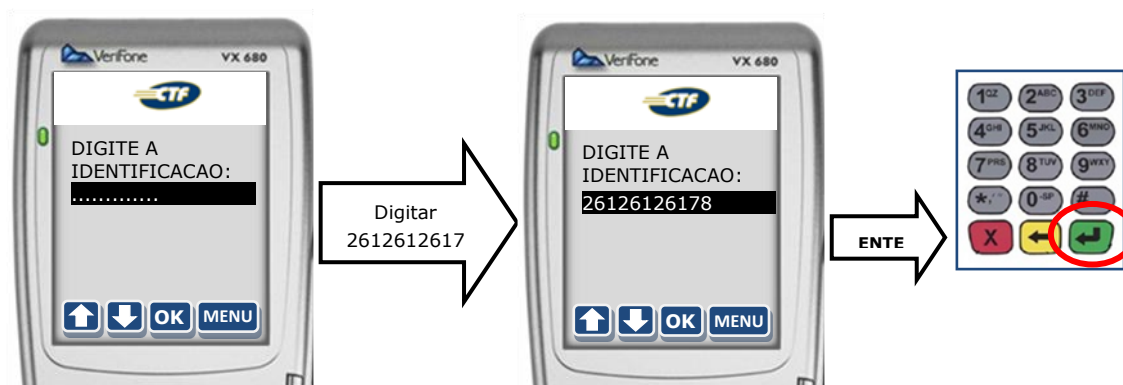 VeriFone VX 680
CTF
DIGITE A
IDENTIFICACAO:
.............
OK MENU
Digitar
2612612617
VeriFone VX 680
CTF
DIGITE A
IDENTIFICACAO:
26126126178
OK MENU
ENTE
1QZ 2ABC 3DEF
4GHI 5JKL 6MNO
7PRS 8TUV 9WXY
*,'" 0-SP #
X